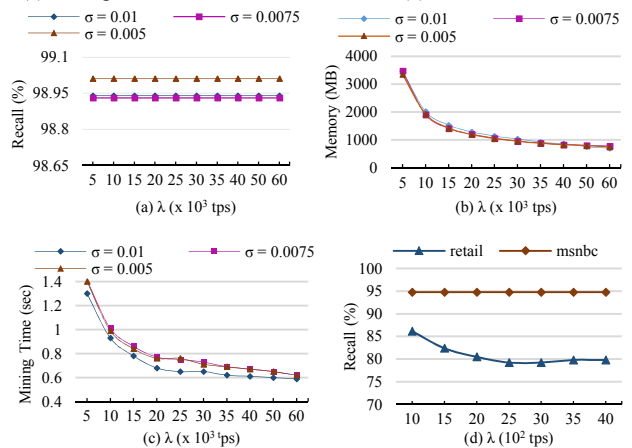 σ = 0.01 σ = 0.0075
σ = 0.005
99.1
98.95
98.8
98.65
Recall (%)
5 10 15 20 25 30 35 40 50 60
(a) λ (x 10³ tps)
σ = 0.01 σ = 0.0075
σ = 0.005
4000
3000
2000
1000
0
Memory (MB)
5 10 15 20 25 30 35 40 50 60
(b) λ (x 10³ tps)
σ = 0.01 σ = 0.0075
σ = 0.005
1.4
1.2
1
0.8
0.6
0.4
Mining Time (sec)
5 10 15 20 25 30 35 40 50 60
(c) λ (x 10³ tps)
retail msnbc
100
95
90
85
80
75
70
Recall (%)
10 15 20 25 30 35 40
(d) λ (10² tps)